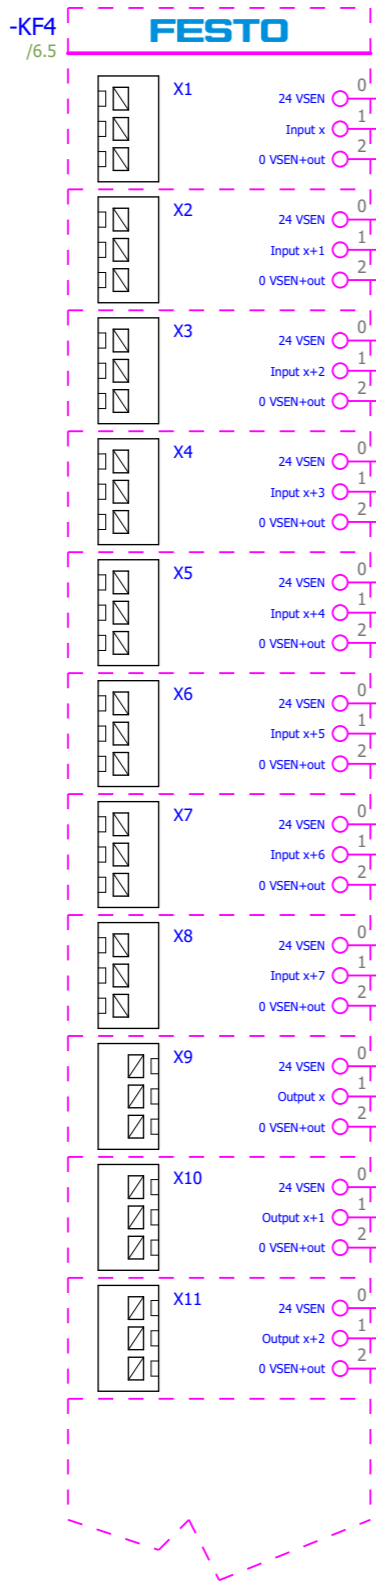 -KF4 FESTO
/6.5
X1 24 VSEN 0
Input x 1
0 VSEN+out 2
X2 24 VSEN 0
Input x+1 1
0 VSEN+out 2
X3 24 VSEN 0
Input x+2 1
0 VSEN+out 2
X4 24 VSEN 0
Input x+3 1
0 VSEN+out 2
X5 24 VSEN 0
Input x+4 1
0 VSEN+out 2
X6 24 VSEN 0
Input x+5 1
0 VSEN+out 2
X7 24 VSEN 0
Input x+6 1
0 VSEN+out 2
X8 24 VSEN 0
Input x+7 1
0 VSEN+out 2
X9 24 VSEN 0
Output x 1
0 VSEN+out 2
X10 24 VSEN 0
Output x+1 1
0 VSEN+out 2
X11 24 VSEN 0
Output x+2 1
0 VSEN+out 2